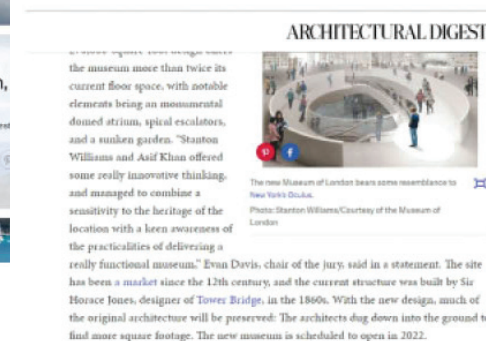 ARCHITECTURAL DIGEST
the museum more than twice its
current floor space, with notable
elements being an monumental
domed atrium, spiral escalators,
and a sunken garden. "Stanton
Williams and Asif Khan offered
some really innovative thinking,
and managed to combine a
sensitivity to the heritage of the
location with a keen awareness of
the practicalities of delivering a
really functional museum," Evan Davis, chair of the jury, said in a statement. The site
has been a market since the 12th century, and the current structure was built by Sir
Horace Jones, designer of Tower Bridge, in the 1860s. With the new design, much of
the original architecture will be preserved: The architects dug down into the ground to
find more square footage. The new museum is scheduled to open in 2022.
The new Museum of London bears some resemblance to
New York's Oculus.
Photo: Stanton Williams/Courtesy of the Museum of
London